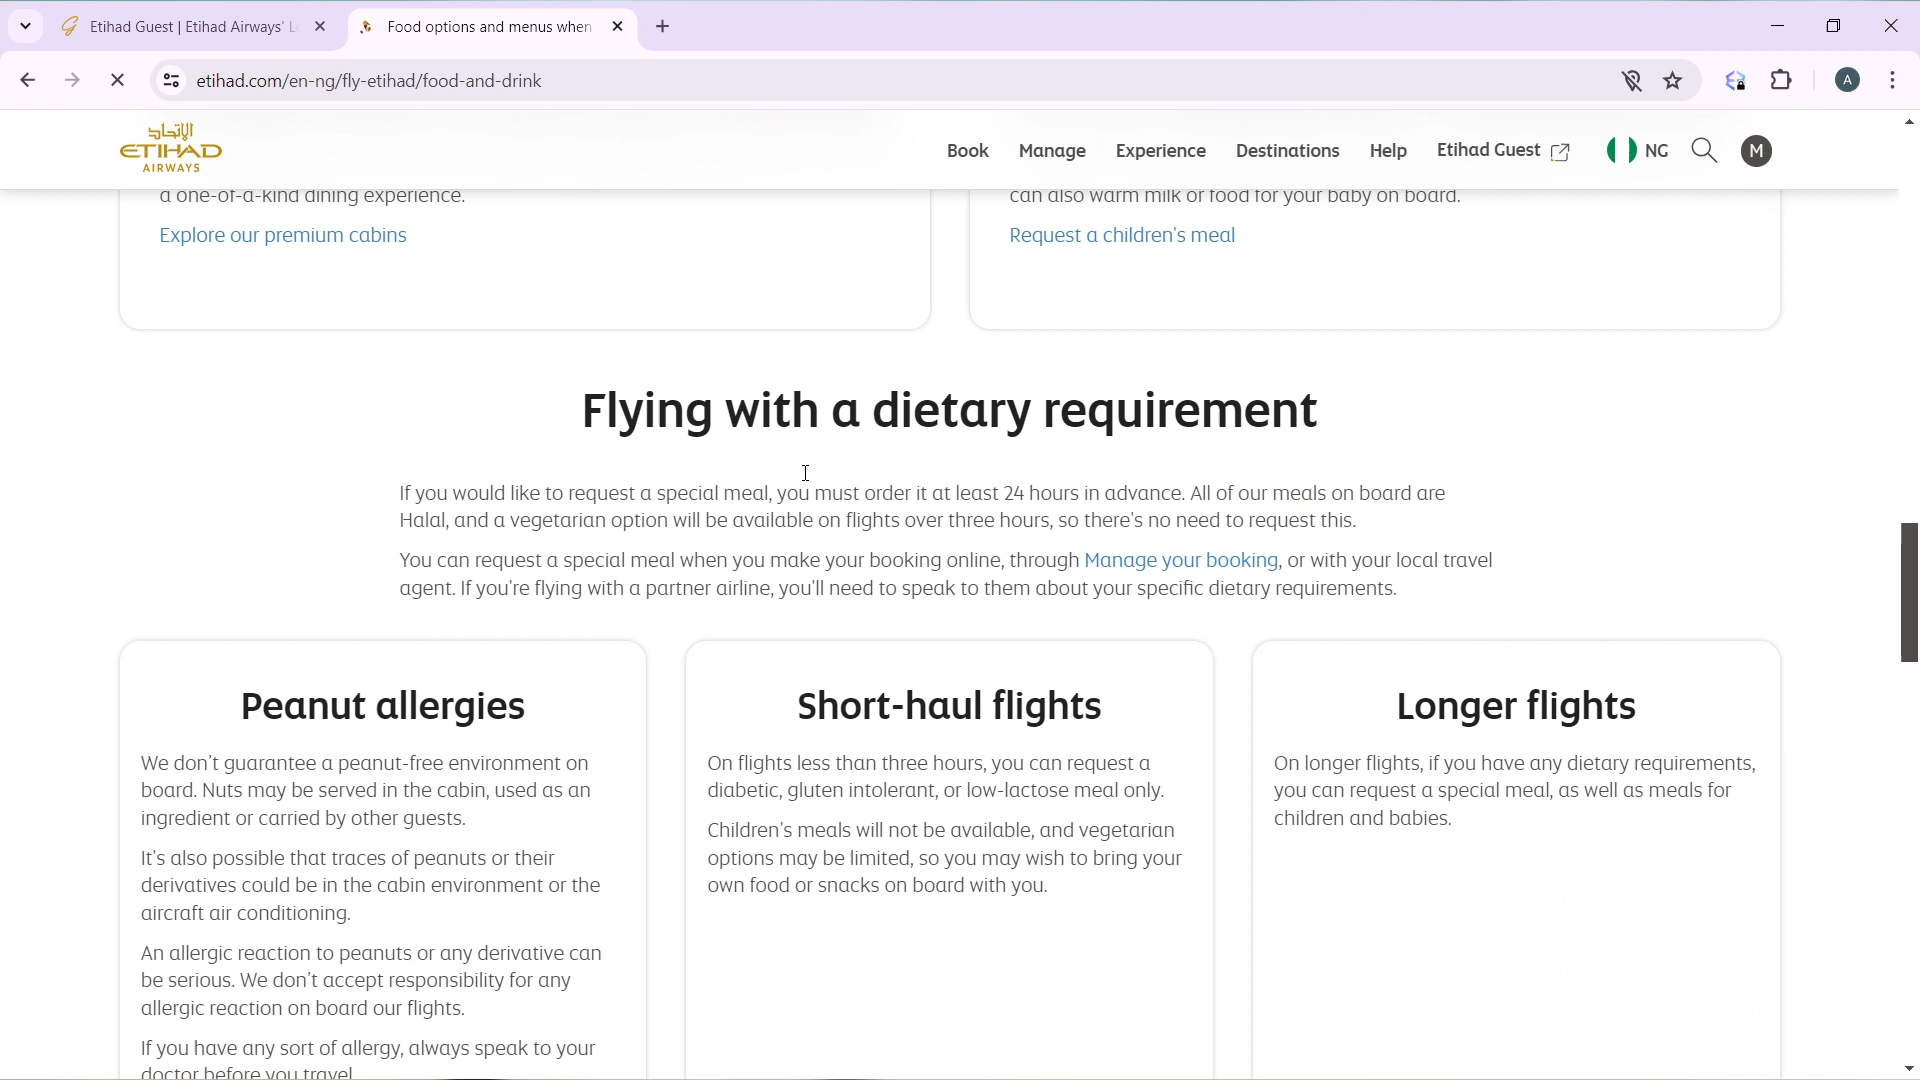 Etihad Guest | Etihad Airways' L
Food options and menus when
etihad.com/en-ng/fly-etihad/food-and-drink
A
الإتحاد
ETIHAD
AIRWAYS
Book
Manage
Experience
Destinations
Help
Etihad Guest
NG
M
a one-of-a-kind dining experience.
Explore our premium cabins
can also warm milk or food for your baby on board.
Request a children's meal
Flying with a dietary requirement
If you would like to request a special meal, you must order it at least 24 hours in advance. All of our meals on board are
Halal, and a vegetarian option will be available on flights over three hours, so there's no need to request this.
You can request a special meal when you make your booking online, through Manage your booking, or with your local travel
agent. If you're flying with a partner airline, you'll need to speak to them about your specific dietary requirements.
Peanut allergies
We don't guarantee a peanut-free environment on
board. Nuts may be served in the cabin, used as an
ingredient or carried by other guests.
It's also possible that traces of peanuts or their
derivatives could be in the cabin environment or the
aircraft air conditioning.
An allergic reaction to peanuts or any derivative can
be serious. We don't accept responsibility for any
allergic reaction on board our flights.
If you have any sort of allergy, always speak to your
doctor before you travel.
Short-haul flights
On flights less than three hours, you can request a
diabetic, gluten intolerant, or low-lactose meal only.
Children's meals will not be available, and vegetarian
options may be limited, so you may wish to bring your
own food or snacks on board with you.
Longer flights
On longer flights, if you have any dietary requirements,
you can request a special meal, as well as meals for
children and babies.